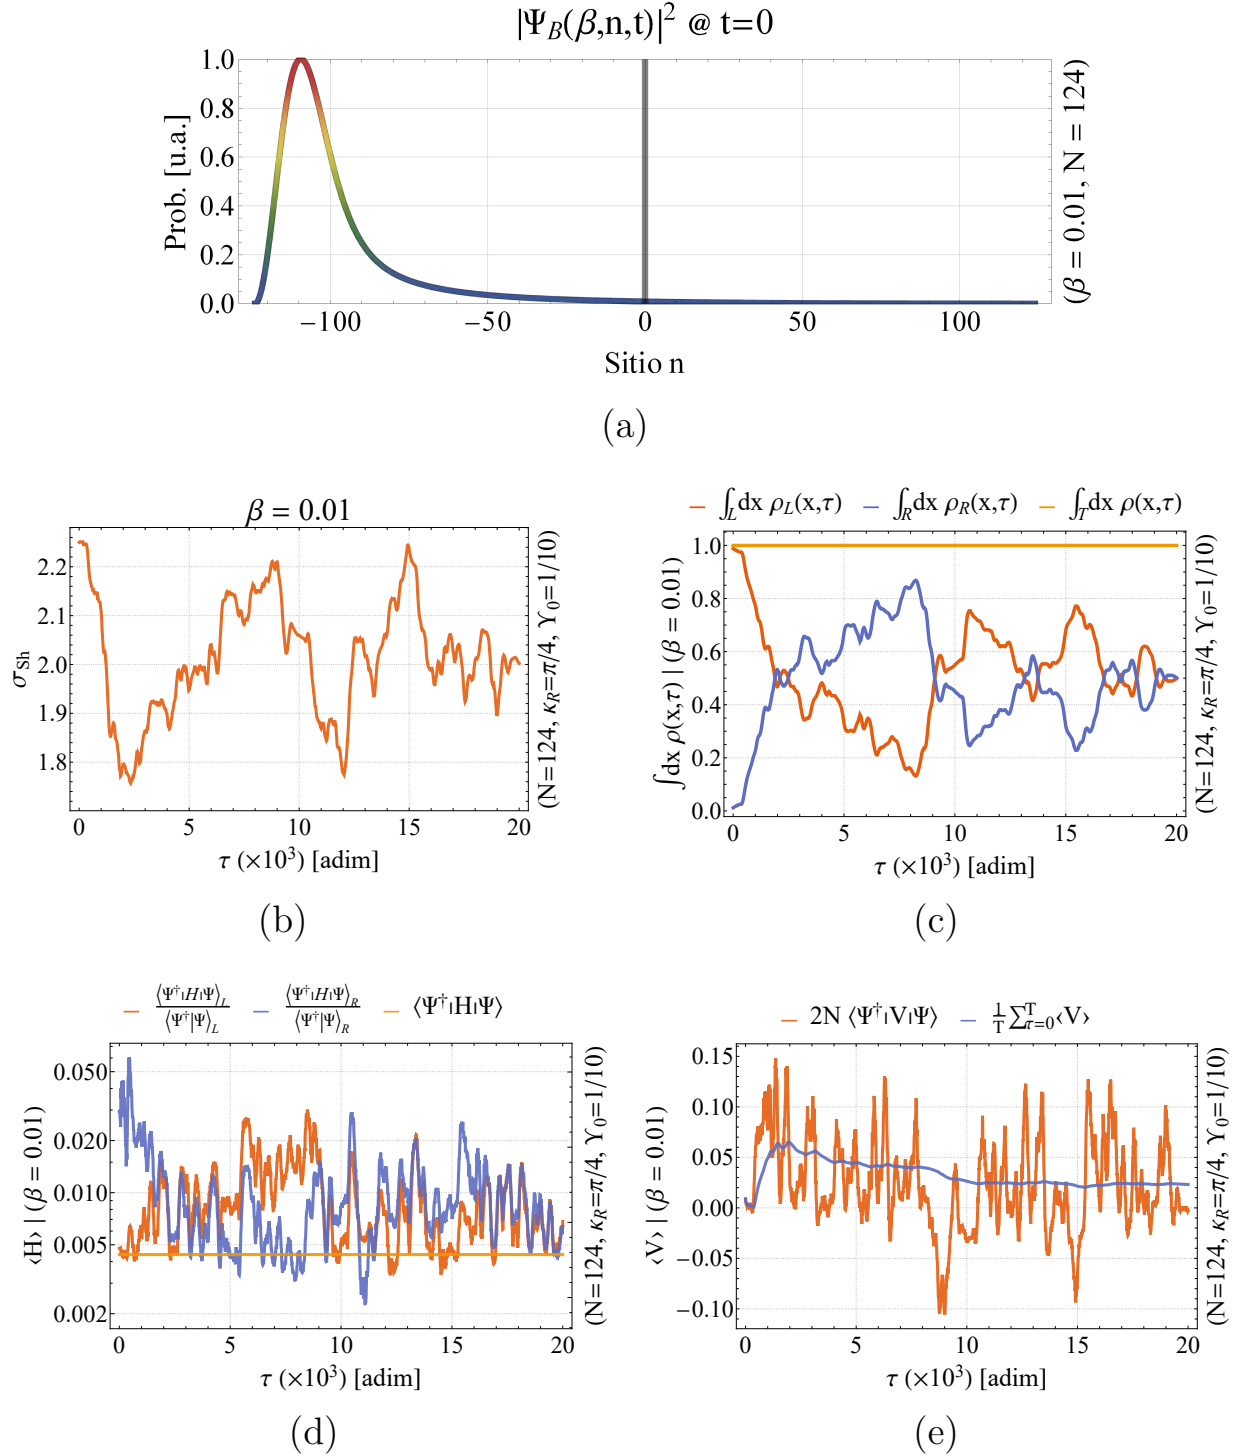 |Ψ_B(β,n,t)|² @ t=0
Prob. [u.a.]
1.0
0.8
0.6
0.4
0.2
0.0
−100 −50 0 50 100
Sitio n
(β = 0.01, N = 124)
(a)
β = 0.01
σ_Sh
2.2
2.1
2.0
1.9
1.8
0 5 10 15 20
τ (×10³) [adim]
(N=124, κ_R=π/4, ϒ₀=1/10)
(b)
∫_L dx ρ_L(x,τ) ∫_R dx ρ_R(x,τ) ∫_T dx ρ(x,τ)
∫dx ρ(x,τ) | (β = 0.01)
1.0
0.8
0.6
0.4
0.2
0.0
0 5 10 15 20
τ (×10³) [adim]
(N=124, κ_R=π/4, ϒ₀=1/10)
(c)
⟨Ψ†|H|Ψ⟩_L / ⟨Ψ†|Ψ⟩_L ⟨Ψ†|H|Ψ⟩_R / ⟨Ψ†|Ψ⟩_R ⟨Ψ†|H|Ψ⟩
‹H› | (β = 0.01)
0.050
0.020
0.010
0.005
0.002
0 5 10 15 20
τ (×10³) [adim]
(N=124, κ_R=π/4, ϒ₀=1/10)
(d)
2N ⟨Ψ†|V|Ψ⟩ 1/T ∑_{τ=0}^{T} ‹V›
‹V› | (β = 0.01)
0.15
0.10
0.05
0.00
−0.05
−0.10
0 5 10 15 20
τ (×10³) [adim]
(N=124, κ_R=π/4, ϒ₀=1/10)
(e)